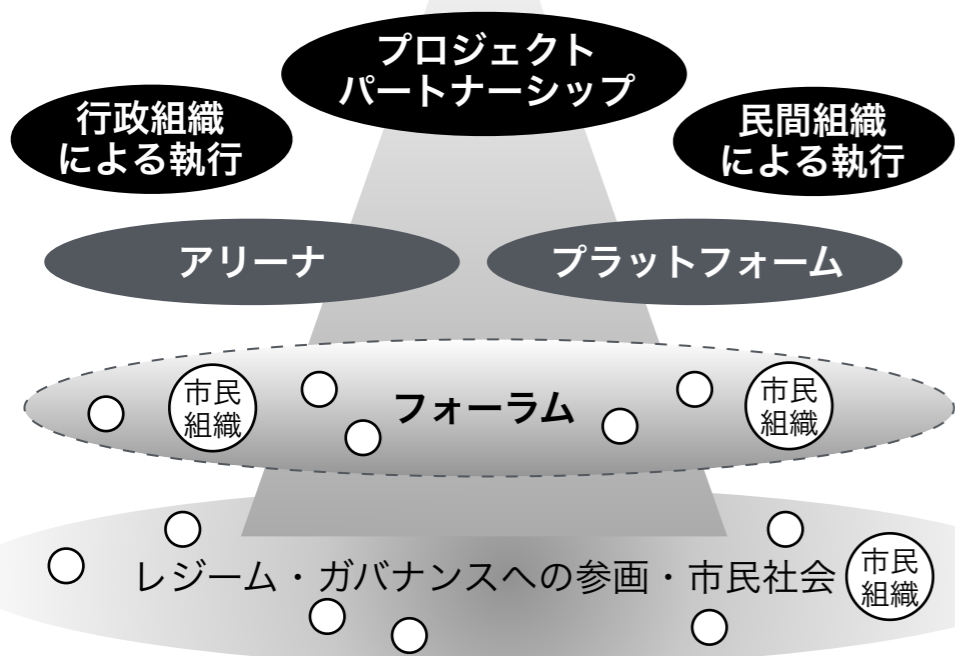 プロジェクト
パートナーシップ
行政組織
による執行
民間組織
による執行
アリーナ
プラットフォーム
市民
組織
フォーラム
市民
組織
レジーム・ガバナンスへの参画・市民社会
市民
組織